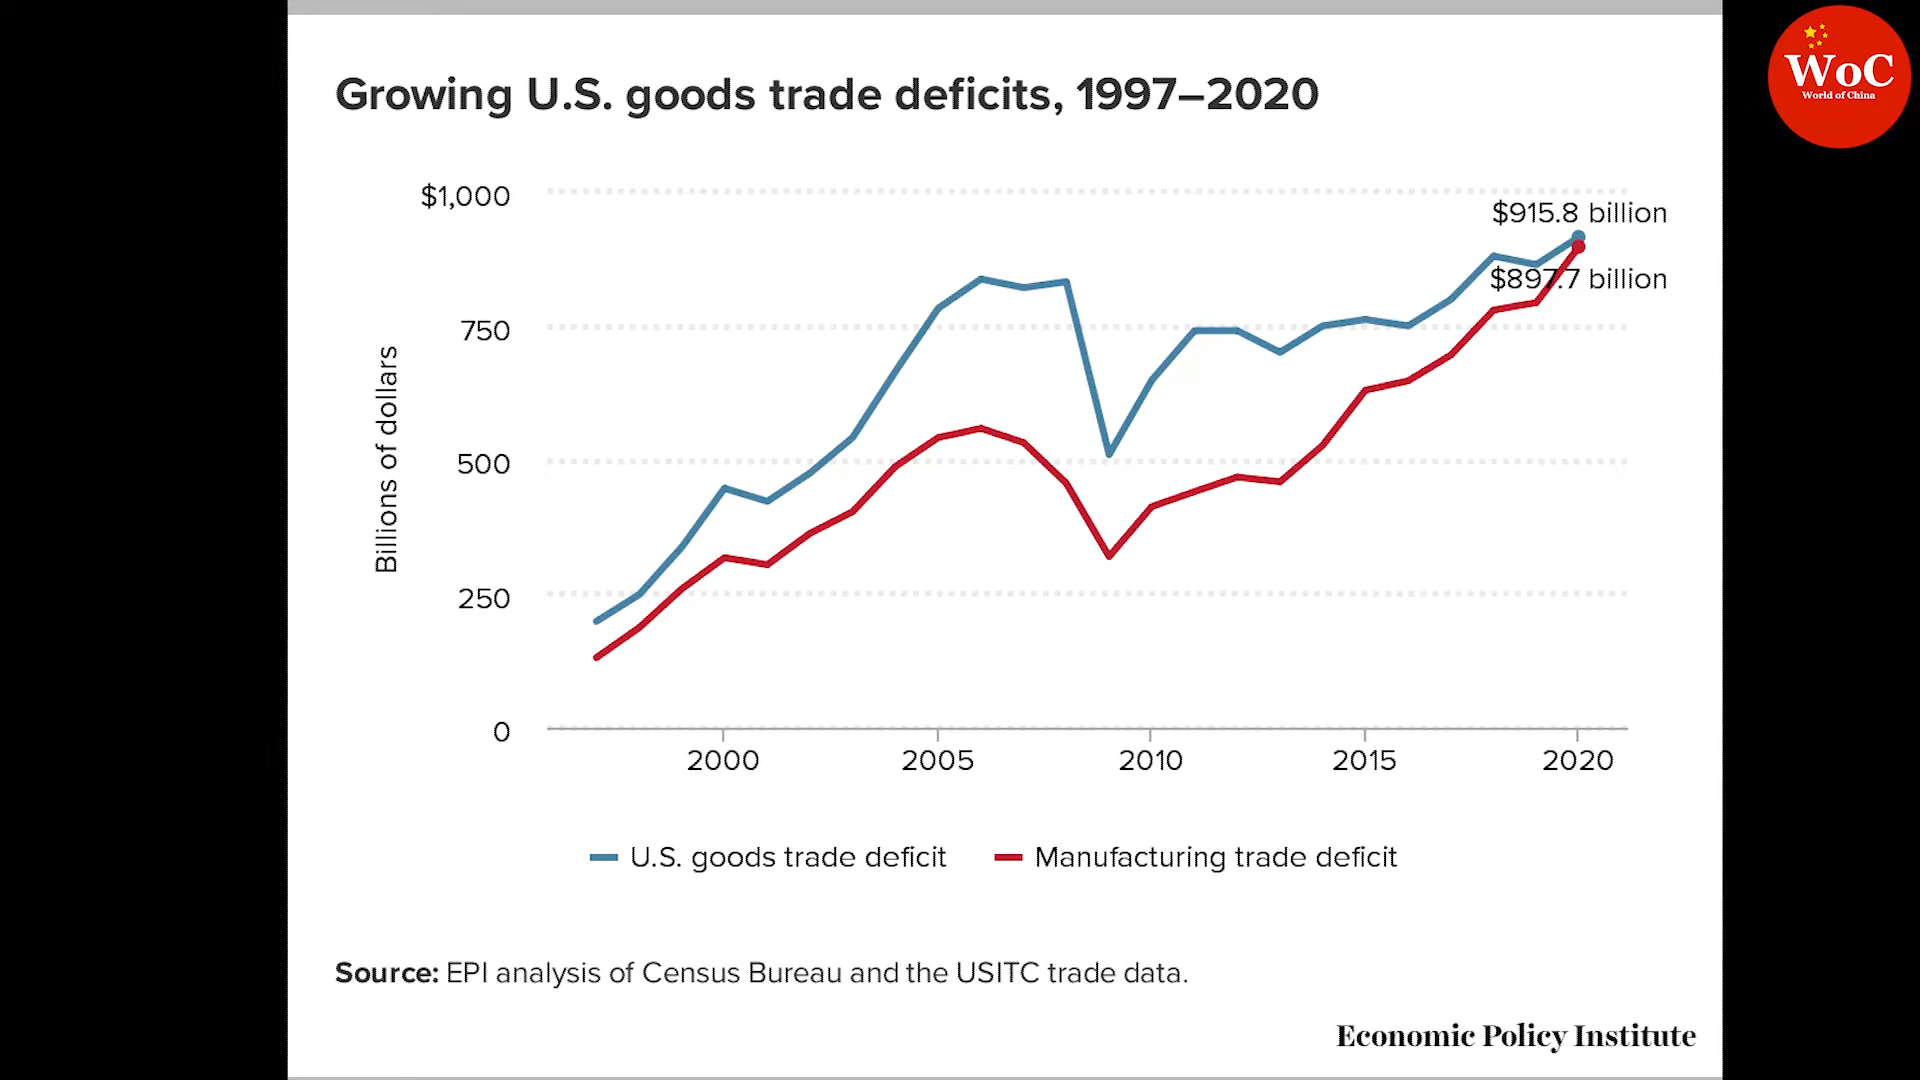 WoC
World of China
Growing U.S. goods trade deficits, 1997–2020
$1,000
$915.8 billion
$897.7 billion
750
500
250
0
Billions of dollars
2000 2005 2010 2015 2020
U.S. goods trade deficit Manufacturing trade deficit
Source: EPI analysis of Census Bureau and the USITC trade data.
Economic Policy Institute